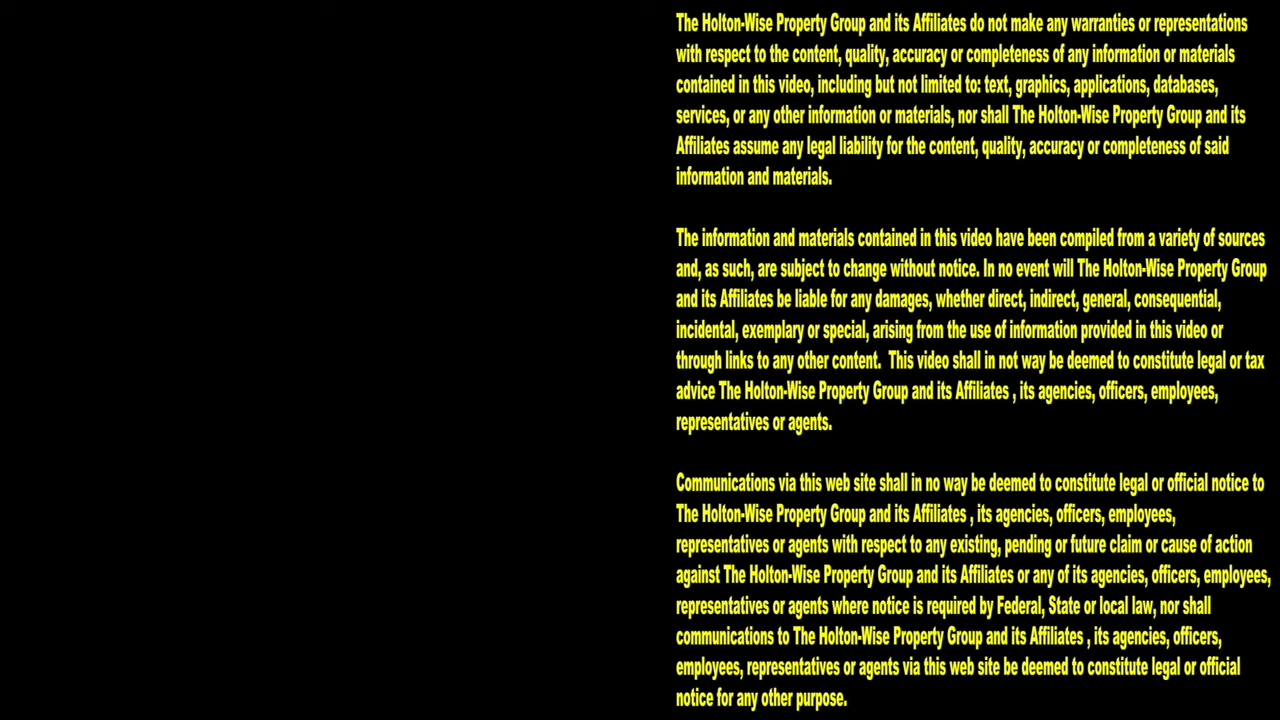 The Holton-Wise Property Group and its Affiliates do not make any warranties or representations
with respect to the content, quality, accuracy or completeness of any information or materials
contained in this video, including but not limited to: text, graphics, applications, databases,
services, or any other information or materials, nor shall The Holton-Wise Property Group and its
Affiliates assume any legal liability for the content, quality, accuracy or completeness of said
information and materials.
The information and materials contained in this video have been compiled from a variety of sources
and, as such, are subject to change without notice. In no event will The Holton-Wise Property Group
and its Affiliates be liable for any damages, whether direct, indirect, general, consequential,
incidental, exemplary or special, arising from the use of information provided in this video or
through links to any other content.  This video shall in not way be deemed to constitute legal or tax
advice The Holton-Wise Property Group and its Affiliates , its agencies, officers, employees,
representatives or agents.
Communications via this web site shall in no way be deemed to constitute legal or official notice to
The Holton-Wise Property Group and its Affiliates , its agencies, officers, employees,
representatives or agents with respect to any existing, pending or future claim or cause of action
against The Holton-Wise Property Group and its Affiliates or any of its agencies, officers, employees,
representatives or agents where notice is required by Federal, State or local law, nor shall
communications to The Holton-Wise Property Group and its Affiliates , its agencies, officers,
employees, representatives or agents via this web site be deemed to constitute legal or official
notice for any other purpose.